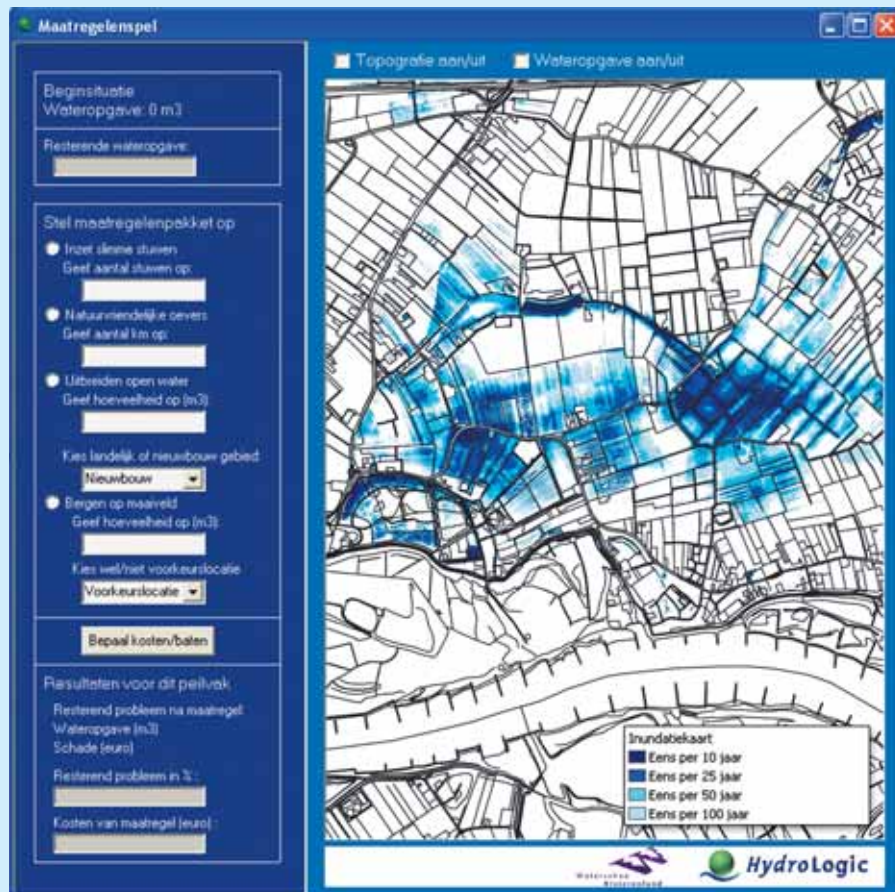 Maatregelenspel
Beginsituatie
Wateropgave: 0 m3
Resterende wateropgave:
Stel maatregelenpakket op
Inzet slimme stuwen
Geef aantal stuwen op:
Natuurvriendelijke oevers
Geef aantal km op:
Uitbreiden open water
Geef hoeveelheid op (m3):
Kies landelijk of nieuwbouw gebied:
Nieuwbouw
Bergen op maaiveld
Geef hoeveelheid op (m3):
Kies wel/niet voorkeurslocatie
Voorkeurslocatie
Bepaal kosten/baten
Resultaten voor dit peilvak
Resterend probleem na maatregel:
Wateropgave (m3)
Schade (euro)
Resterend probleem in % :
Kosten van maatregel (euro) :
Topografie aan/uit
Wateropgave aan/uit
Inundatiekaart
Eens per 10 jaar
Eens per 25 jaar
Eens per 50 jaar
Eens per 100 jaar
Waterschap
Rivierenland
HydroLogic